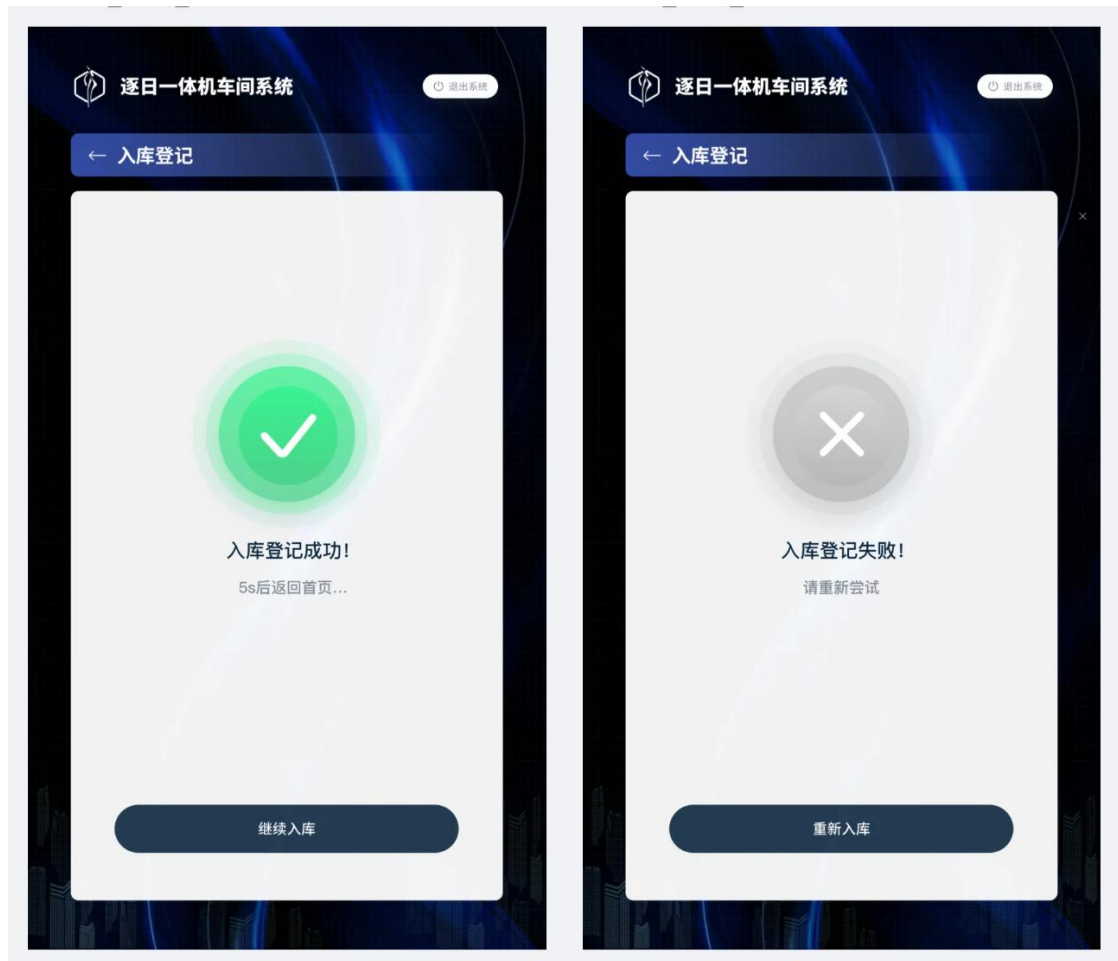 逐日一体机车间系统
退出系统
← 入库登记
入库登记成功!
5s后返回首页...
继续入库
逐日一体机车间系统
退出系统
← 入库登记
×
入库登记失败!
请重新尝试
重新入库